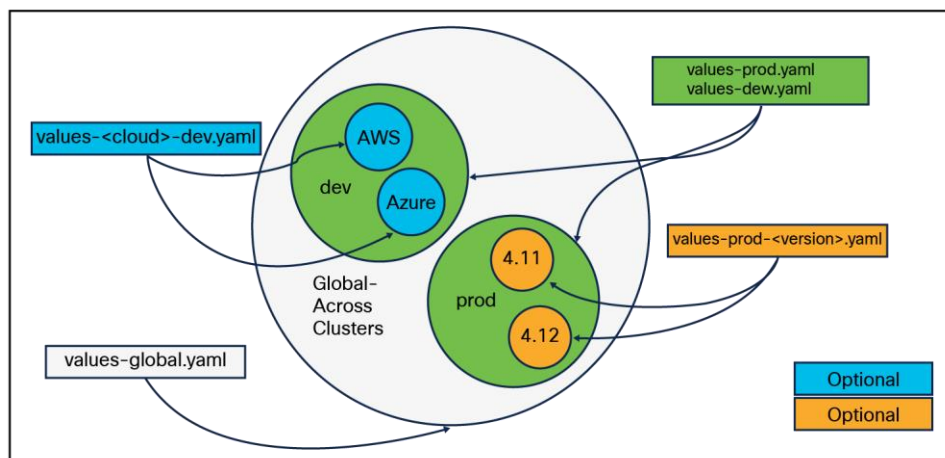 values-prod.yaml
values-dew.yaml
values-<cloud>-dev.yaml
AWS
dev
Azure
values-prod-<version>.yaml
4.11
prod
4.12
Global-
Across
Clusters
values-global.yaml
Optional
Optional